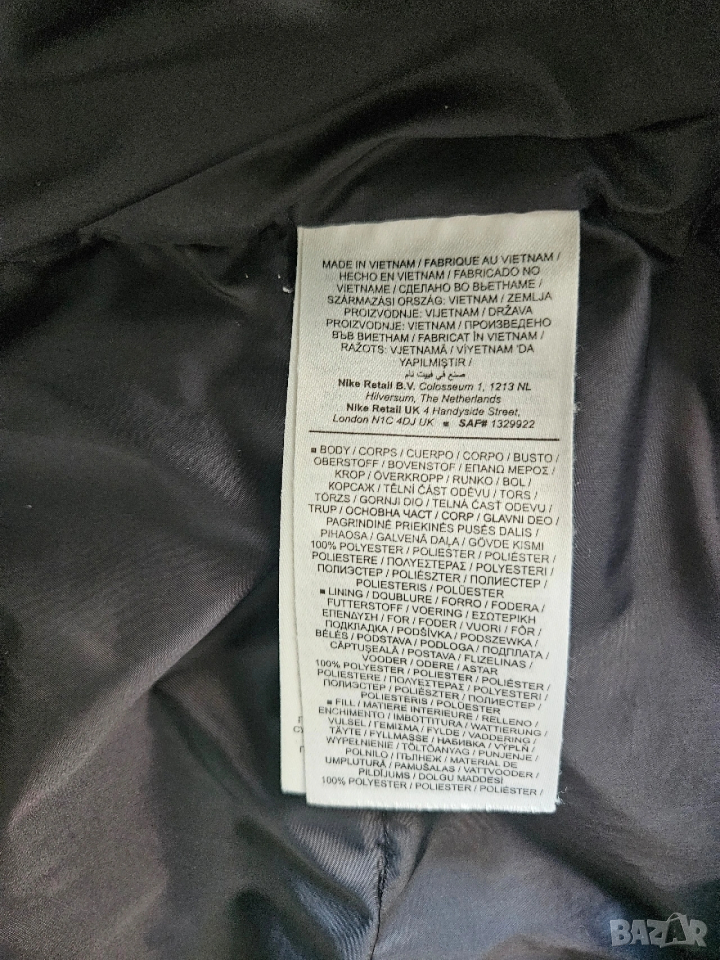 MADE IN VIETNAM / FABRIQUE AU VIETNAM /
HECHO EN VIETNAM / FABRICADO NO
VIETNAME / СДЕЛАНО ВО ВЬЕТНАМЕ /
SZÁRMAZÁSI ORSZÁG: VIETNAM / ZEMLJA
PROIZVODNJE: VIJETNAM / DRŽAVA
PROIZVODNJE: VIETNAM / ПРОИЗВЕДЕНО
ВЪВ ВИЕТНАМ / FABRICAT ÎN VIETNAM /
RAŽOTS: VJETNAMĀ / VİYETNAM 'DA
YAPILMIŞTIR /
صنع في فييت نام
Nike Retail B.V. Colosseum 1, 1213 NL
Hilversum, The Netherlands
Nike Retail UK 4 Handyside Street,
London N1C 4DJ UK ■ SAF# 1329922
■ BODY / CORPS / CUERPO / CORPO / BUSTO /
OBERSTOFF / BOVENSTOF / ΕΠΑΝΩ ΜΕΡΟΣ /
KROP / ÖVERKROPP / RUNKO / BOL /
КОРСАЖ / TĚLNÍ ČÁST ODĚVU / TORS /
TÖRZS / GORNJI DIO / TELNÁ ČASŤ ODEVU /
TRUP / ОСНОВНА ЧАСТ / CORP / GLAVNI DEO /
PAGRINDINĖ PRIEKINĖS PUSĖS DALIS /
PIHAOSA / GALVENĀ DAĻA / GÖVDE KISMI
100% POLYESTER / POLIESTER / POLIÉSTER /
POLIESTERE / ΠΟΛΥΕΣΤΕΡΑΣ / POLYESTERI /
ПОЛИЭСТЕР / POLIÉSZTER / ПОЛИЕСТЕР /
POLIESTERIS / POLÜESTER
■ LINING / DOUBLURE / FORRO / FODERA /
FUTTERSTOFF / VOERING / ΕΣΩΤΕΡΙΚΗ
ΕΠΕΝΔΥΣΗ / FOR / FODER / VUORI / FÔR /
ПОДКЛАДКА / PODŠÍVKA / PODSZEWKA /
BÉLÉS / PODSTAVA / PODLOGA / ПОДПЛАТА /
CĂPTUȘEALĂ / POSTAVA / FLIZELINAS /
VOODER / ODERE / ASTAR
100% POLYESTER / POLIESTER / POLIÉSTER /
POLIESTERE / ΠΟΛΥΕΣΤΕΡΑΣ / POLYESTERI /
ПОЛИЭСТЕР / POLIÉSZTER / ПОЛИЕСТЕР /
POLIESTERIS / POLÜESTER
■ FILL / MATIERE INTERIEURE / RELLENO /
ENCHIMENTO / IMBOTTITURA / WATTIERUNG /
VULSEL / ΓΕΜΙΣΜΑ / FYLDE / VADDERING /
TÄYTE / FYLLMASSE / НАБИВКА / VÝPLŇ /
WYPEŁNIENIE / TÖLTŐANYAG / PUNJENJE /
POLNILO / ПЪЛНЕЖ / MATERIAL DE
UMPLUTURĂ / PAMUŠALAS / VATTVOODER /
PILDĪJUMS / DOLGU MADDESİ
100% POLYESTER / POLIESTER / POLIÉSTER /
BAZAR